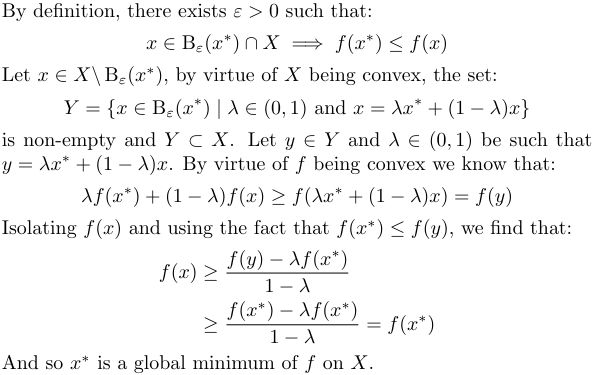 By definition, there exists ε > 0 such that:
x ∈ B_ε(x*) ∩ X ⟹ f(x*) ≤ f(x)
Let x ∈ X\ B_ε(x*), by virtue of X being convex, the set:
Y = {x ∈ B_ε(x*) | λ ∈ (0, 1) and x = λx* + (1 − λ)x}
is non-empty and Y ⊂ X. Let y ∈ Y and λ ∈ (0, 1) be such that
y = λx* + (1 − λ)x. By virtue of f being convex we know that:
λf(x*) + (1 − λ)f(x) ≥ f(λx* + (1 − λ)x) = f(y)
Isolating f(x) and using the fact that f(x*) ≤ f(y), we find that:
f(x) ≥ (f(y) − λf(x*)) / (1 − λ)
≥ (f(x*) − λf(x*)) / (1 − λ) = f(x*)
And so x* is a global minimum of f on X.